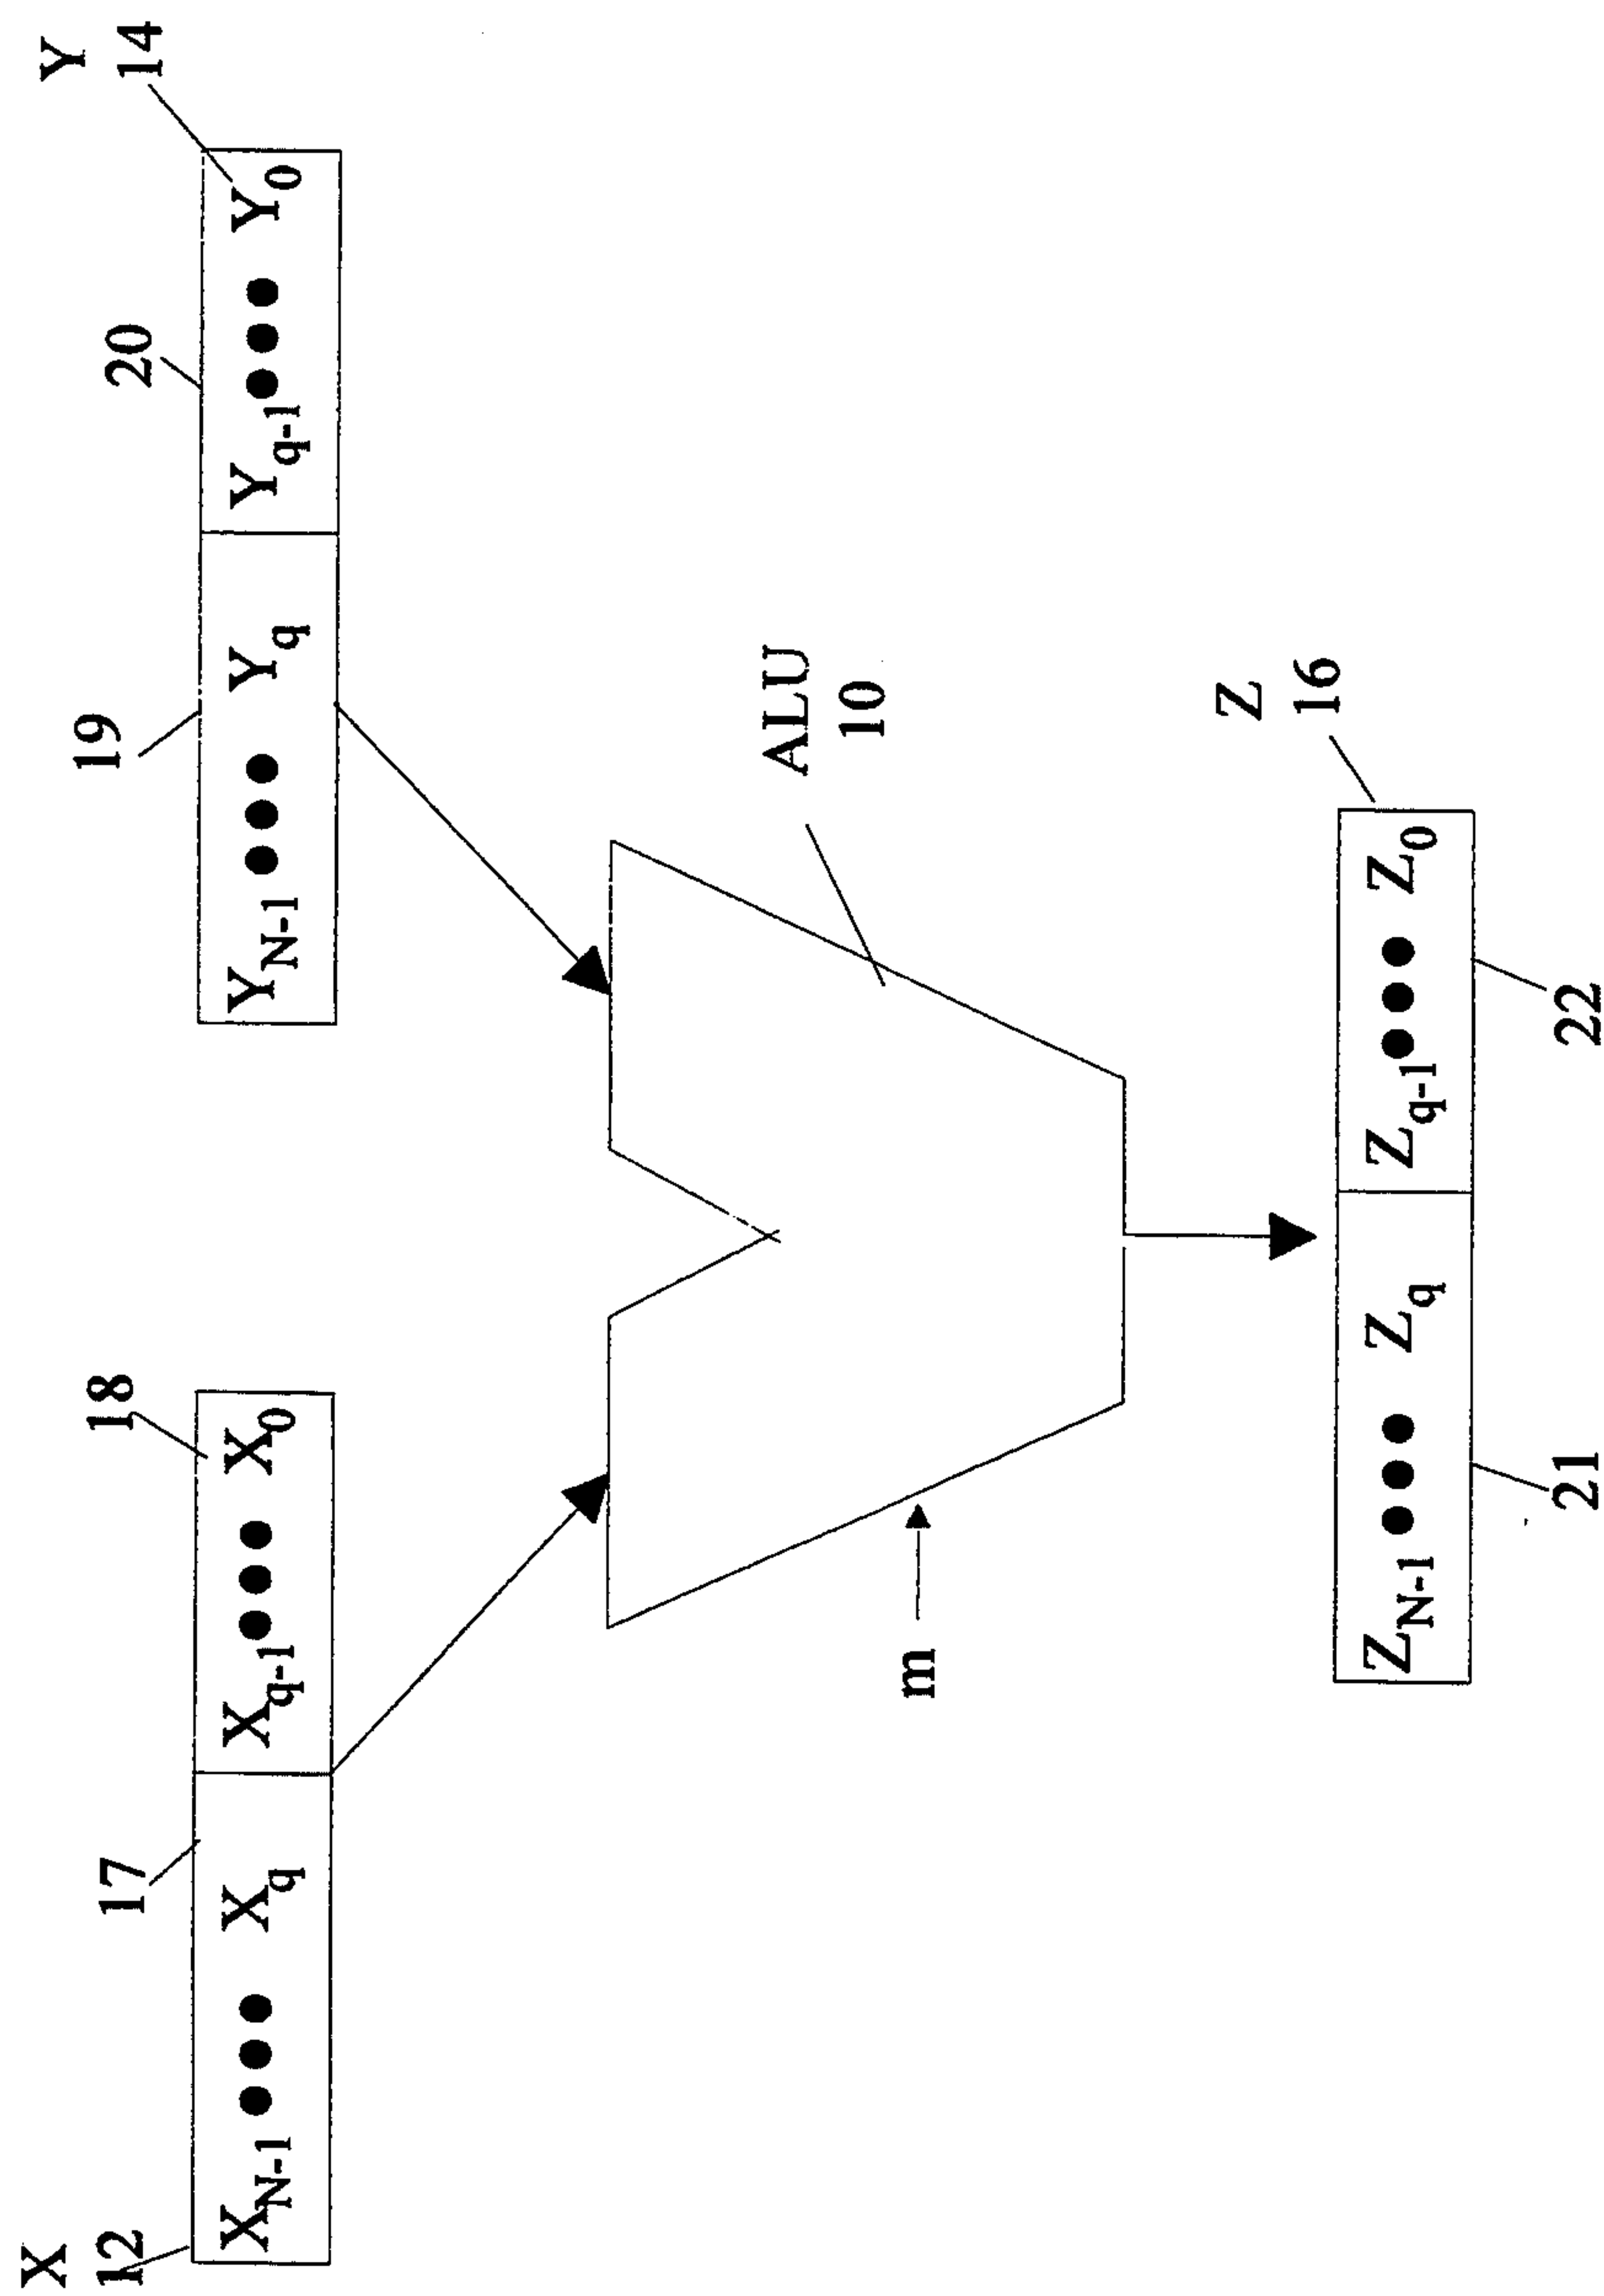 X
12
17
18
X_{N-1} ●●● X_q
X_{q-1} ●●● X_0
Y
14
19
20
Y_{N-1} ●●● Y_q
Y_{q-1} ●●● Y_0
m
ALU
10
Z
16
Z_{N-1} ●●● Z_q
Z_{q-1} ●●● Z_0
21
22